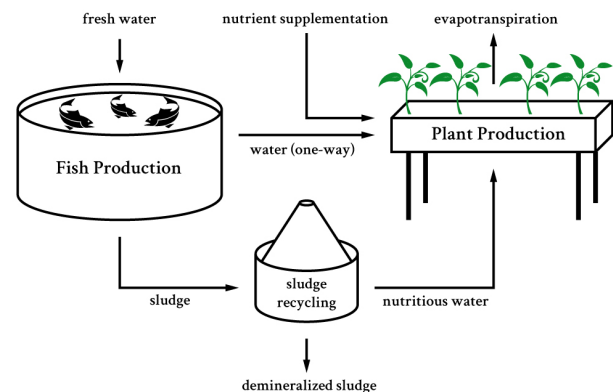 fresh water
nutrient supplementation
evapotranspiration
Fish Production
water (one-way)
Plant Production
sludge
sludge
recycling
nutritious water
demineralized sludge